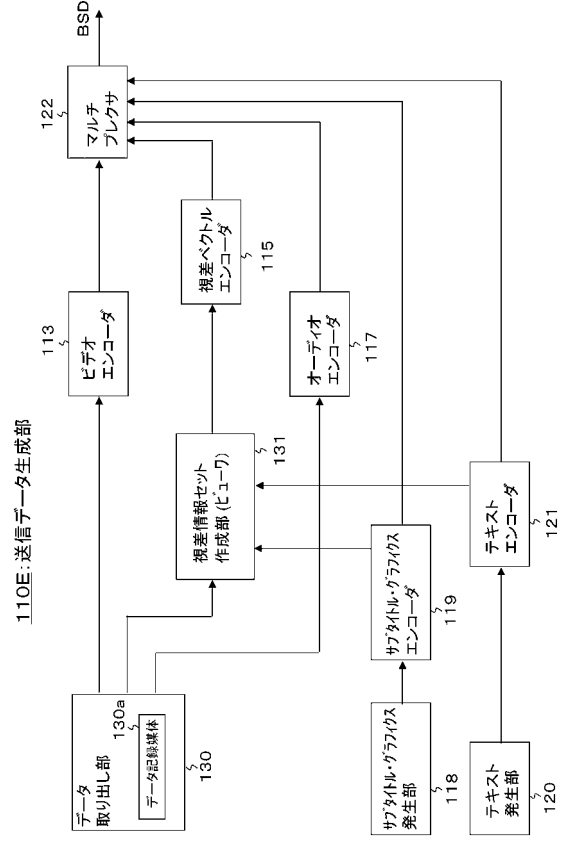 110E:送信データ生成部
データ
取り出し部
130a
データ記録媒体
130
ビデオ
エンコーダ
113
マルチ
プレクサ
122
BSD
視差情報セット
作成部(ビューワ)
131
視差ベクトル
エンコーダ
115
オーディオ
エンコーダ
117
サブタイトル・グラフィクス
発生部
118
サブタイトル・グラフィクス
エンコーダ
119
テキスト
発生部
120
テキスト
エンコーダ
121